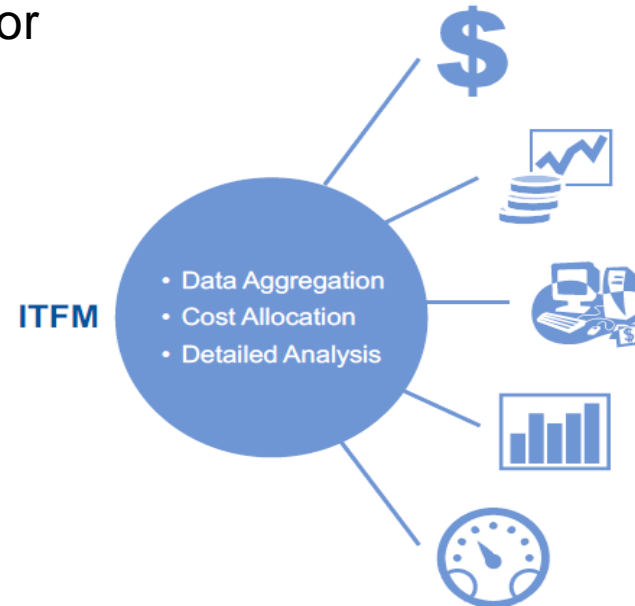 or
$
ITFM
• Data Aggregation
• Cost Allocation
• Detailed Analysis
$